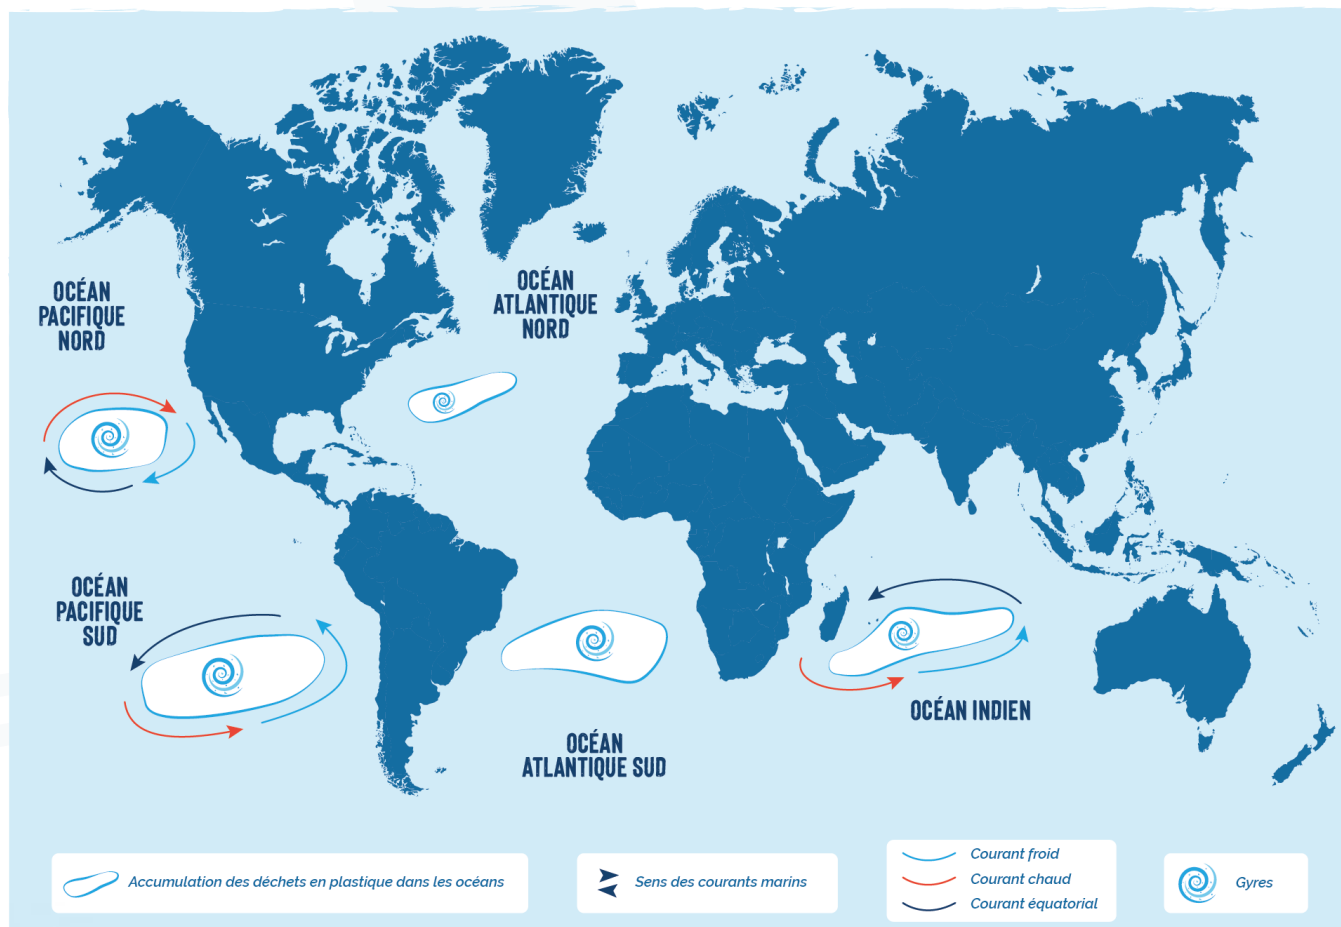 OCÉAN
PACIFIQUE
NORD
OCÉAN
ATLANTIQUE
NORD
OCÉAN
PACIFIQUE
SUD
OCÉAN
ATLANTIQUE SUD
OCÉAN INDIEN
Accumulation des déchets en plastique dans les océans
Sens des courants marins
Courant froid
Courant chaud
Courant équatorial
Gyres